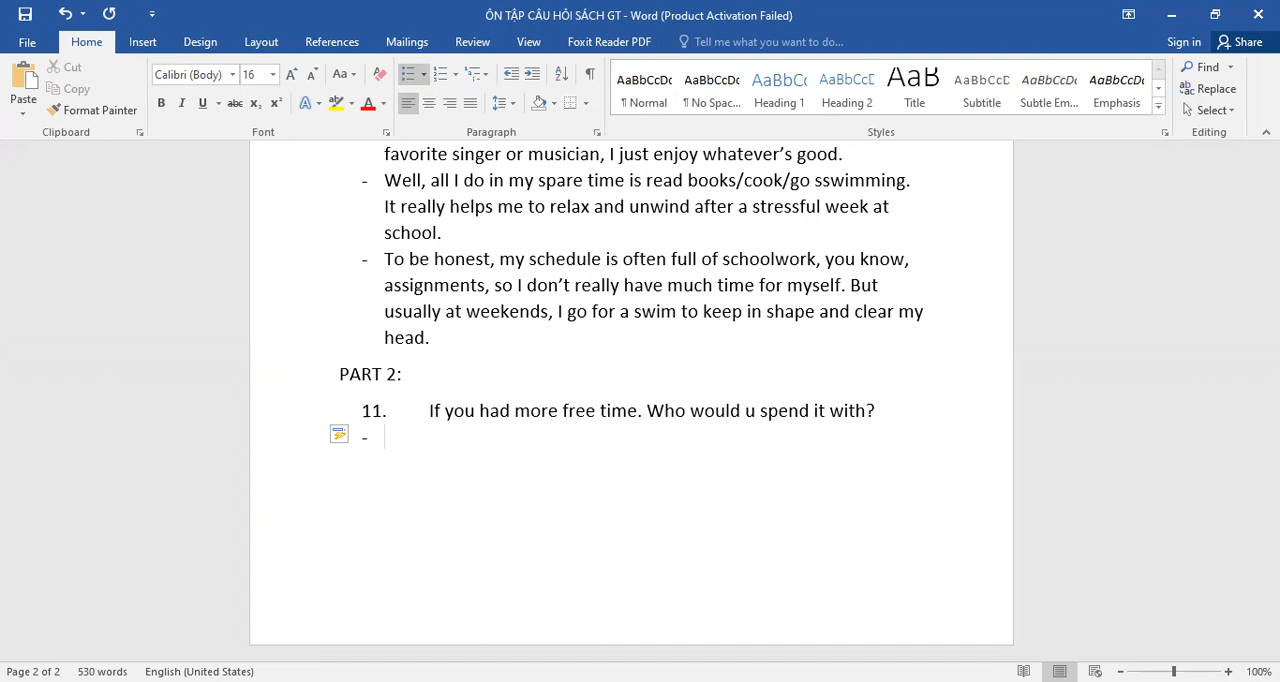 ÔN TẬP CÂU HỎI SÁCH GT - Word (Product Activation Failed)
File Home Insert Design Layout References Mailings Review View Foxit Reader PDF Tell me what you want to do... Sign in Share
Paste Cut Copy Format Painter Clipboard
Calibri (Body) 16 Font
Paragraph
AaBbCcDc AaBbCcDc AaBbCc AaBbCcC AaB AaBbCcD AaBbCcDc AaBbCcDc
¶ Normal ¶ No Spac... Heading 1 Heading 2 Title Subtitle Subtle Em... Emphasis
Styles
Find Replace Select Editing
favorite singer or musician, I just enjoy whatever’s good.
- Well, all I do in my spare time is read books/cook/go sswimming.
It really helps me to relax and unwind after a stressful week at
school.
- To be honest, my schedule is often full of schoolwork, you know,
assignments, so I don’t really have much time for myself. But
usually at weekends, I go for a swim to keep in shape and clear my
head.
PART 2:
11. If you had more free time. Who would u spend it with?
-
Page 2 of 2 530 words English (United States) 100%